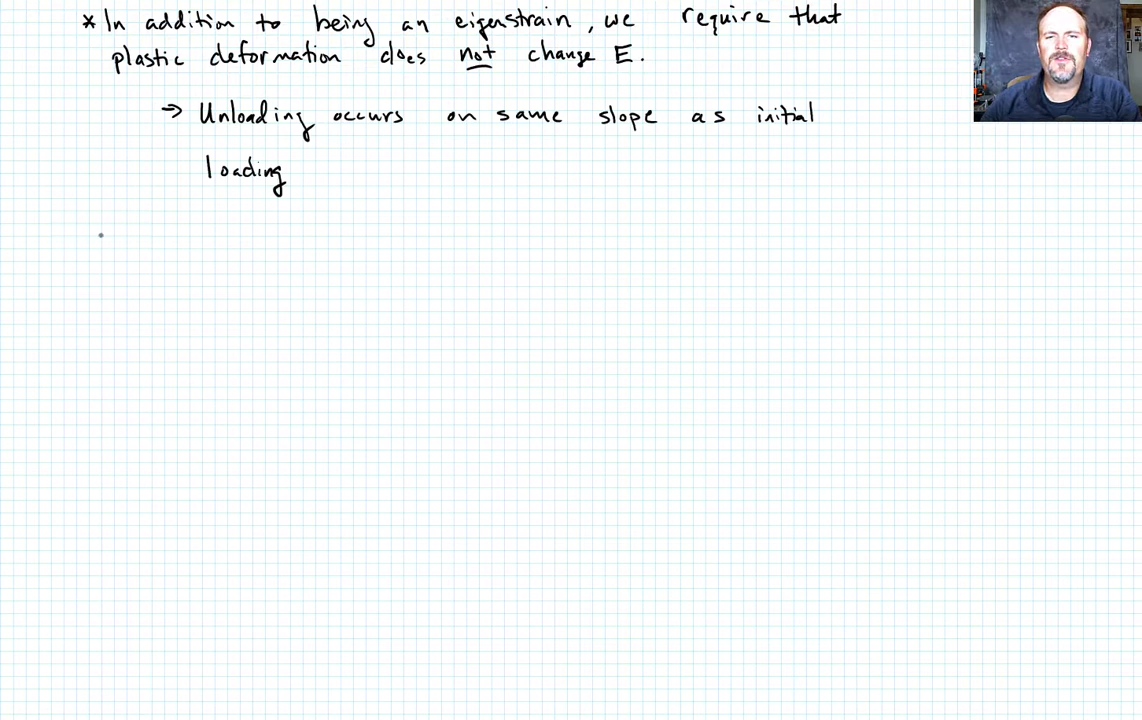 * In addition to being an eigenstrain, we require that
plastic deformation does not change E.
→ Unloading occurs on same slope as initial
loading